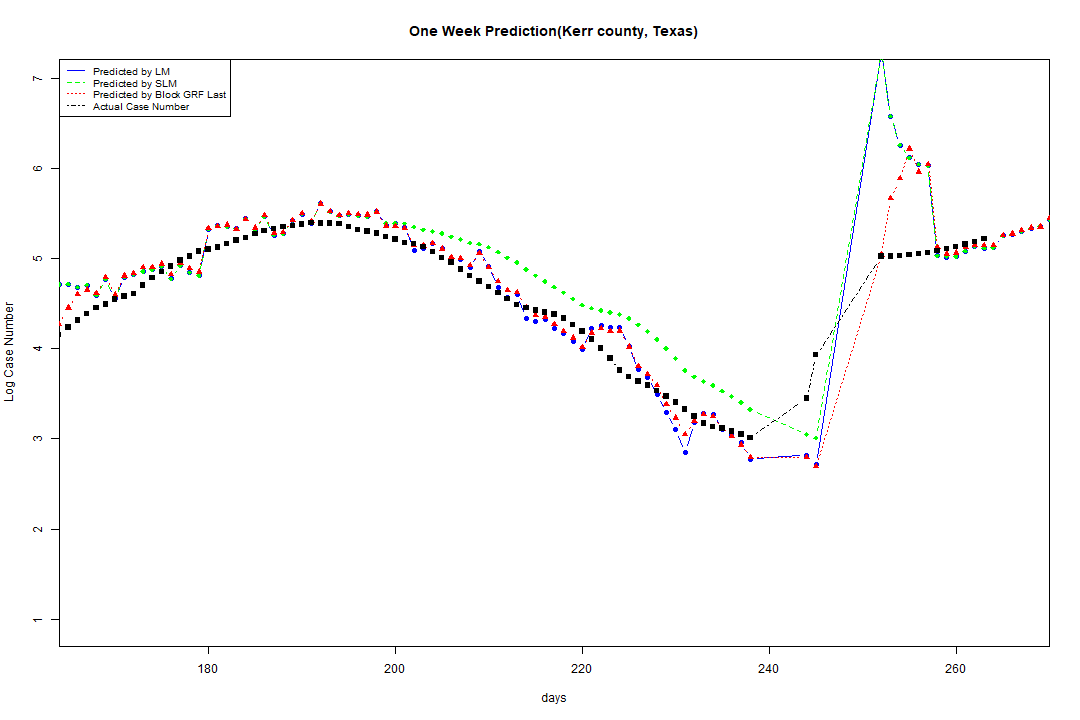 One Week Prediction(Kerr county, Texas)
Predicted by LM
Predicted by SLM
Predicted by Block GRF Last
Actual Case Number
7
6
5
4
3
2
1
Log Case Number
180 200 220 240 260
days